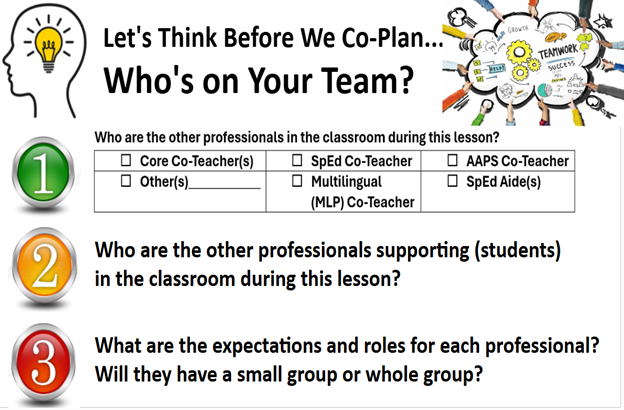 Let's Think Before We Co-Plan...
Who's on Your Team?
GROWTH
TEAMWORK
SUCCESS
HELP!
1
Who are the other professionals in the classroom during this lesson?
☐ Core Co-Teacher(s) ☐ SpEd Co-Teacher ☐ AAPS Co-Teacher
☐ Other(s)____________ ☐ Multilingual ☐ SpEd Aide(s)
(MLP) Co-Teacher
2
Who are the other professionals supporting (students)
in the classroom during this lesson?
3
What are the expectations and roles for each professional?
Will they have a small group or whole group?